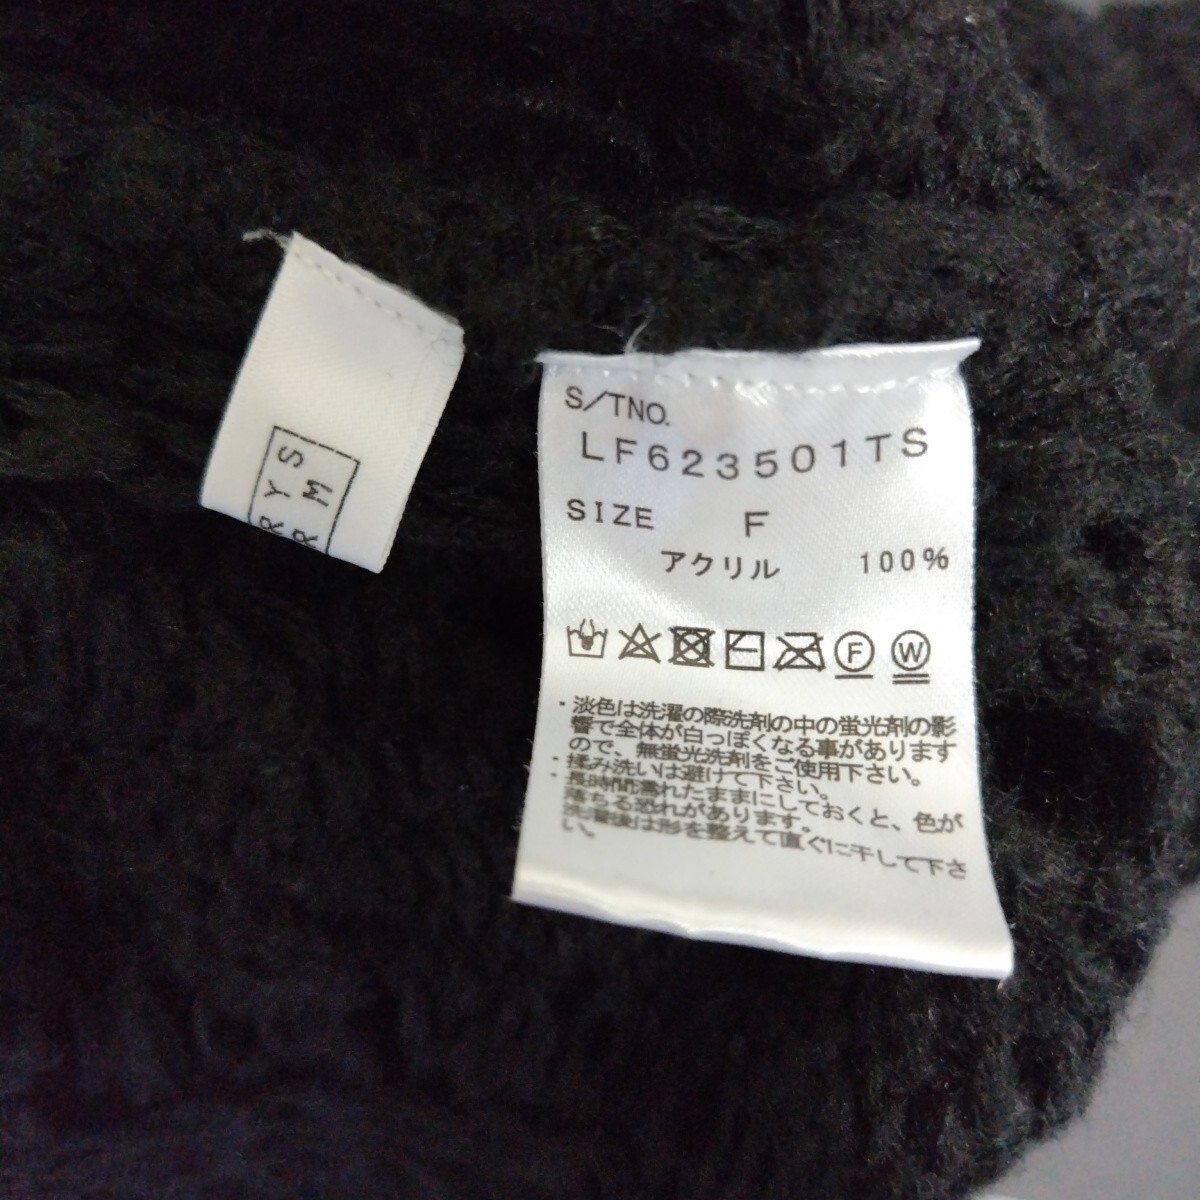 S/TNO.
LF623501TS
SIZE F
アクリル 100%
F W
・淡色は洗濯の際洗剤の中の蛍光剤の影
響で全体が白っぽくなる事があります
ので、無蛍光洗剤をご使用下さい。
・揉み洗いは避けて下さい。
・長時間濡れたままにしておくと、色が
落ちる恐れがあります。
洗濯後は形を整えて直ぐに干して下さ
い。
RYS
RM